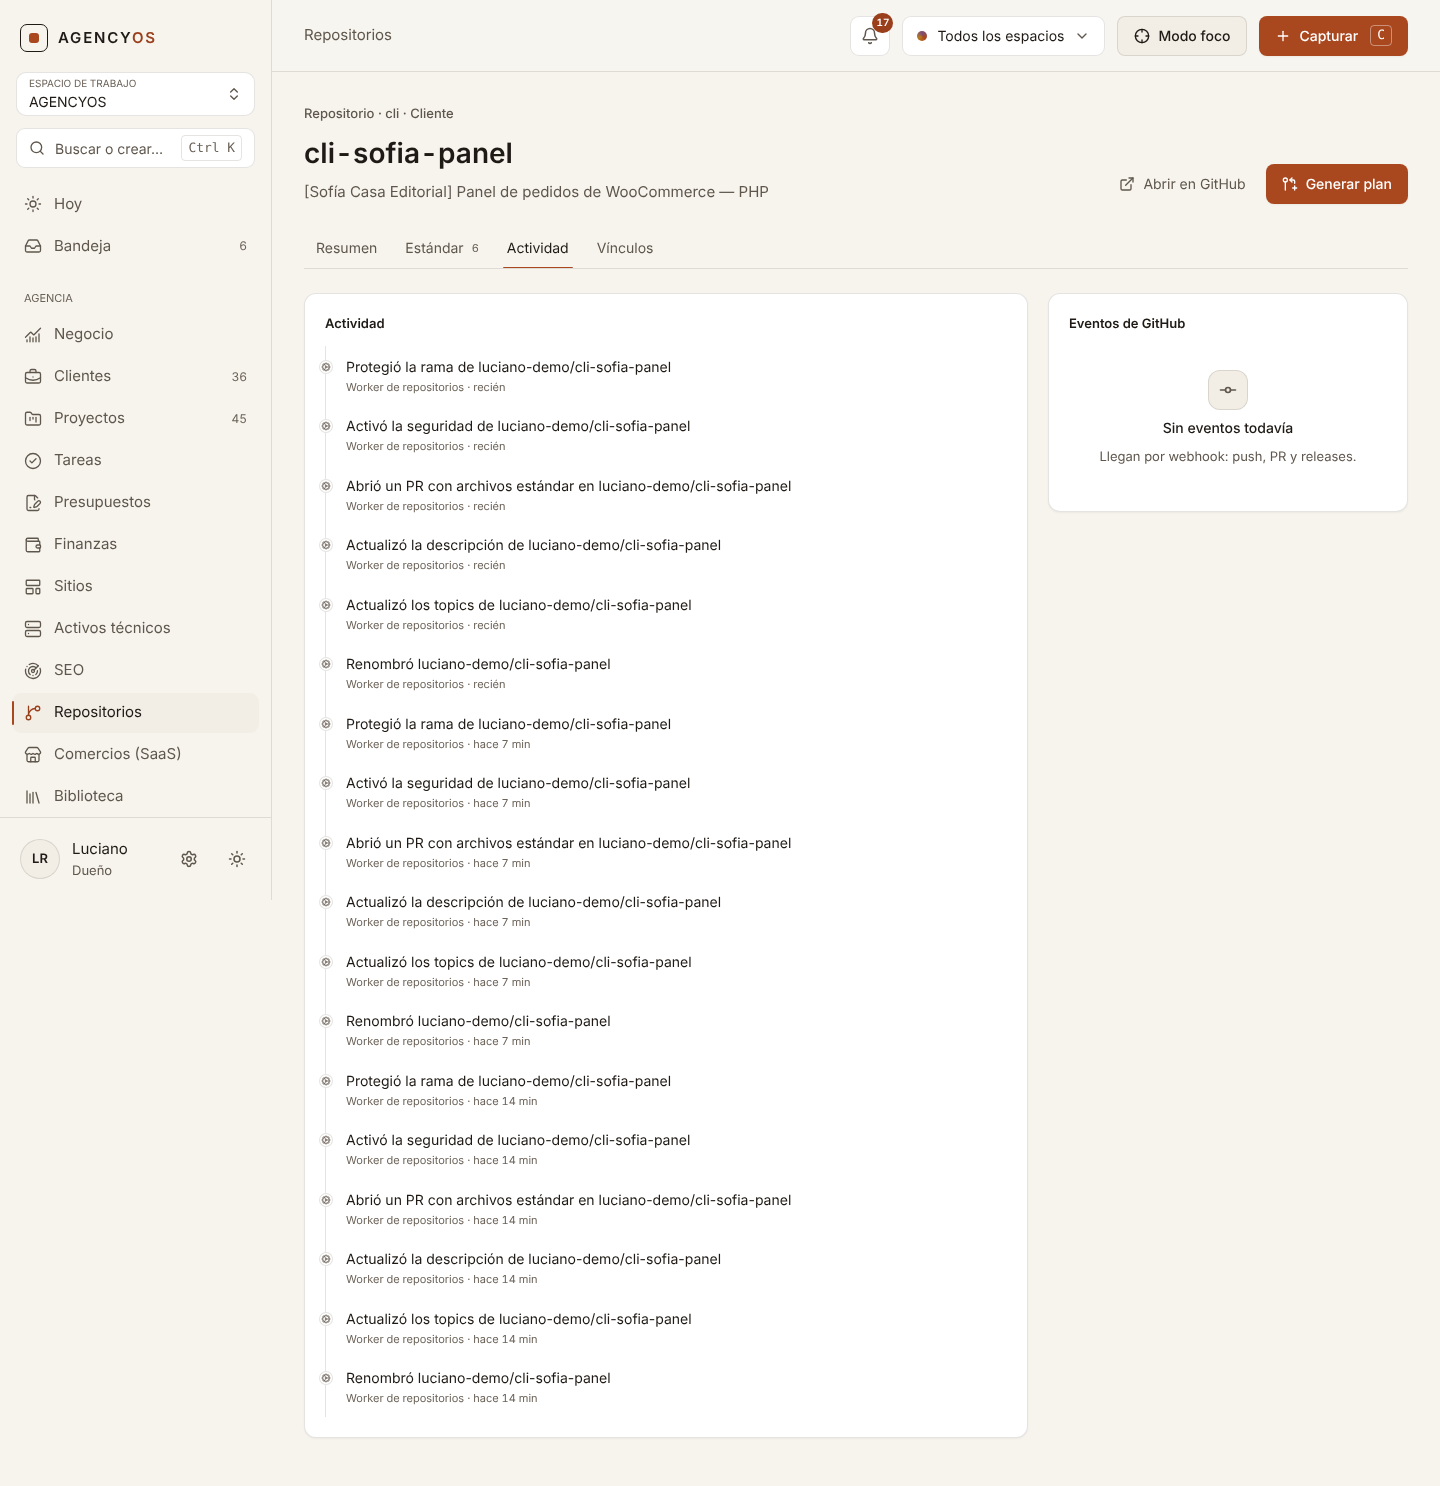 AGENCYOS
ESPACIO DE TRABAJO
AGENCYOS
Buscar o crear... Ctrl K
Hoy
Bandeja 6
AGENCIA
Negocio
Clientes 36
Proyectos 45
Tareas
Presupuestos
Finanzas
Sitios
Activos técnicos
SEO
Repositorios
Comercios (SaaS)
Biblioteca
LR Luciano
Dueño
Repositorios
17
Todos los espacios
Modo foco
Capturar C
Repositorio · cli · Cliente
cli-sofia-panel
[Sofía Casa Editorial] Panel de pedidos de WooCommerce — PHP
Abrir en GitHub
Generar plan
Resumen Estándar 6 Actividad Vínculos
Actividad
Protegió la rama de luciano-demo/cli-sofia-panel
Worker de repositorios · recién
Activó la seguridad de luciano-demo/cli-sofia-panel
Worker de repositorios · recién
Abrió un PR con archivos estándar en luciano-demo/cli-sofia-panel
Worker de repositorios · recién
Actualizó la descripción de luciano-demo/cli-sofia-panel
Worker de repositorios · recién
Actualizó los topics de luciano-demo/cli-sofia-panel
Worker de repositorios · recién
Renombró luciano-demo/cli-sofia-panel
Worker de repositorios · recién
Protegió la rama de luciano-demo/cli-sofia-panel
Worker de repositorios · hace 7 min
Activó la seguridad de luciano-demo/cli-sofia-panel
Worker de repositorios · hace 7 min
Abrió un PR con archivos estándar en luciano-demo/cli-sofia-panel
Worker de repositorios · hace 7 min
Actualizó la descripción de luciano-demo/cli-sofia-panel
Worker de repositorios · hace 7 min
Actualizó los topics de luciano-demo/cli-sofia-panel
Worker de repositorios · hace 7 min
Renombró luciano-demo/cli-sofia-panel
Worker de repositorios · hace 7 min
Protegió la rama de luciano-demo/cli-sofia-panel
Worker de repositorios · hace 14 min
Activó la seguridad de luciano-demo/cli-sofia-panel
Worker de repositorios · hace 14 min
Abrió un PR con archivos estándar en luciano-demo/cli-sofia-panel
Worker de repositorios · hace 14 min
Actualizó la descripción de luciano-demo/cli-sofia-panel
Worker de repositorios · hace 14 min
Actualizó los topics de luciano-demo/cli-sofia-panel
Worker de repositorios · hace 14 min
Renombró luciano-demo/cli-sofia-panel
Worker de repositorios · hace 14 min
Eventos de GitHub
Sin eventos todavía
Llegan por webhook: push, PR y releases.